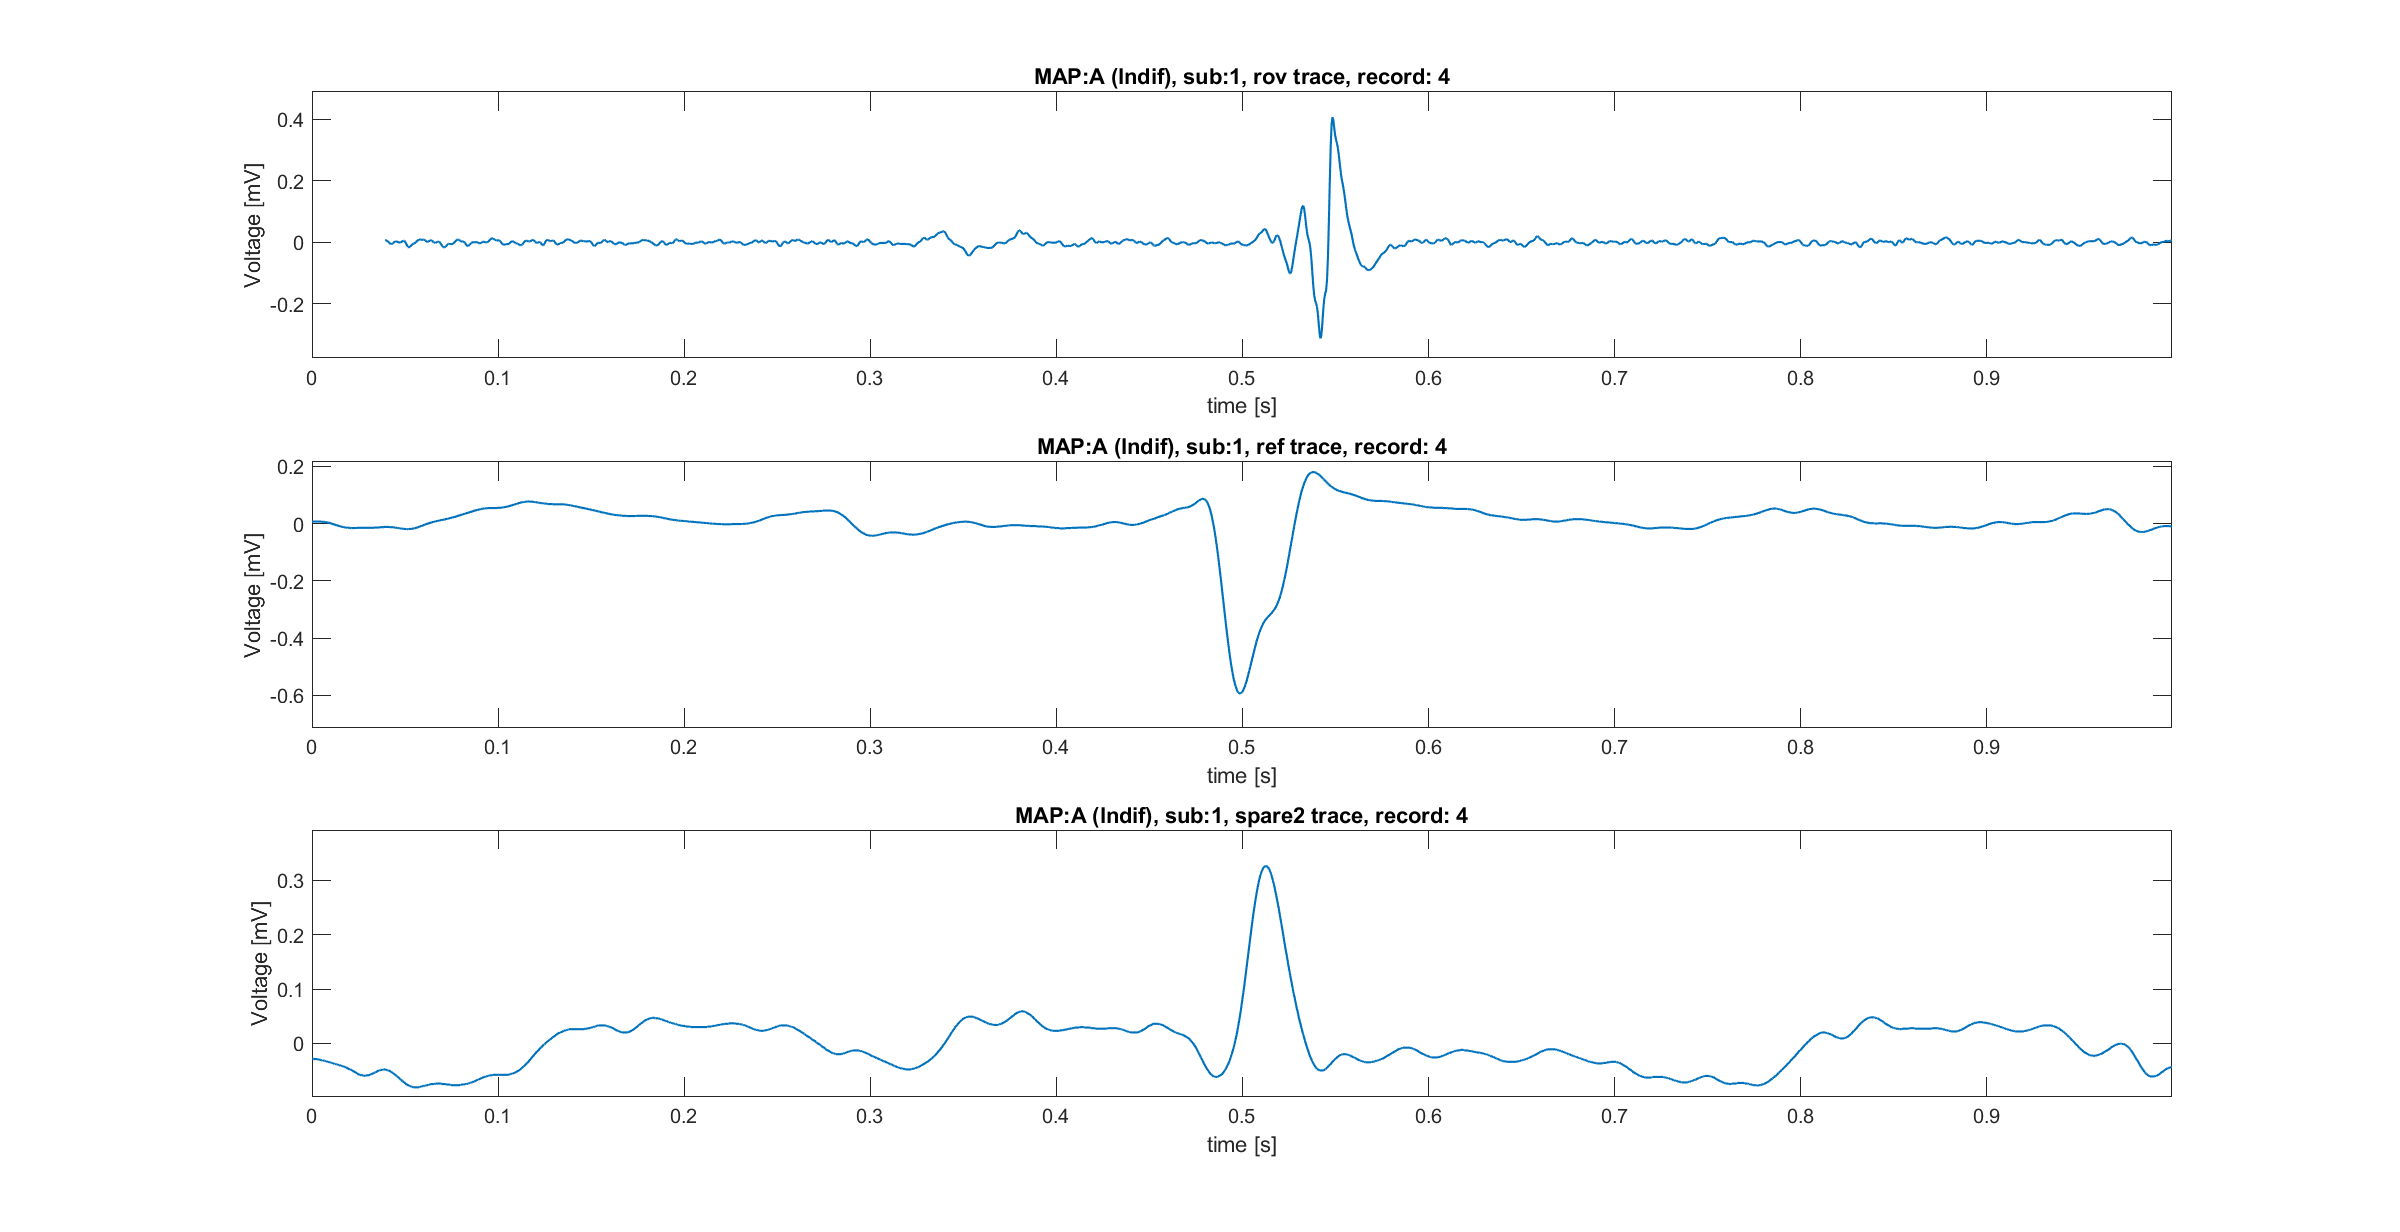 MAP:A (Indif), sub:1, rov trace, record: 4
Voltage [mV]
0.4
0.2
0
-0.2
0 0.1 0.2 0.3 0.4 0.5 0.6 0.7 0.8 0.9
time [s]
MAP:A (Indif), sub:1, ref trace, record: 4
Voltage [mV]
0.2
0
-0.2
-0.4
-0.6
0 0.1 0.2 0.3 0.4 0.5 0.6 0.7 0.8 0.9
time [s]
MAP:A (Indif), sub:1, spare2 trace, record: 4
Voltage [mV]
0.3
0.2
0.1
0
0 0.1 0.2 0.3 0.4 0.5 0.6 0.7 0.8 0.9
time [s]